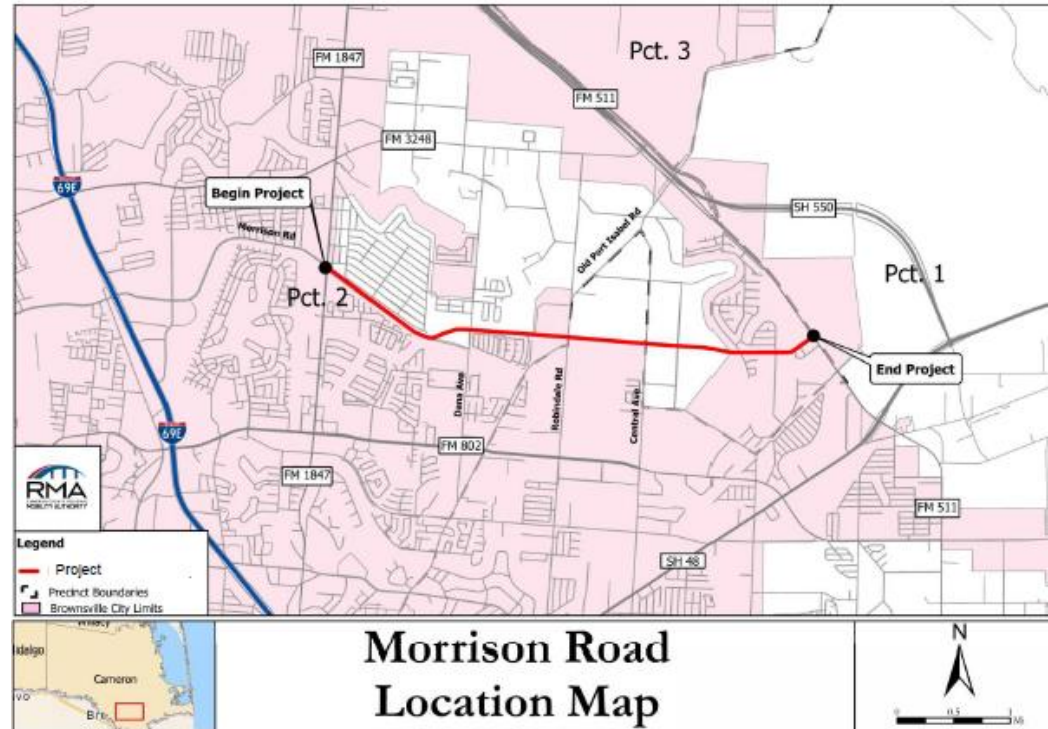 Pct. 3
FM 1847
FM 511
FM 3248
69E
Begin Project
Old Port Isabel Rd
SH 550
Morrison Rd
Pct. 1
Pct. 2
End Project
Dana Ave
Robindale Rd
Central Ave
69E
FM 802
FM 1847
RMA
MOBILITY AUTHORITY
FM 511
SH 48
Legend
Project
Precinct Boundaries
Brownsville City Limits
Cameron
Morrison Road
Location Map
N
0 0.5 1